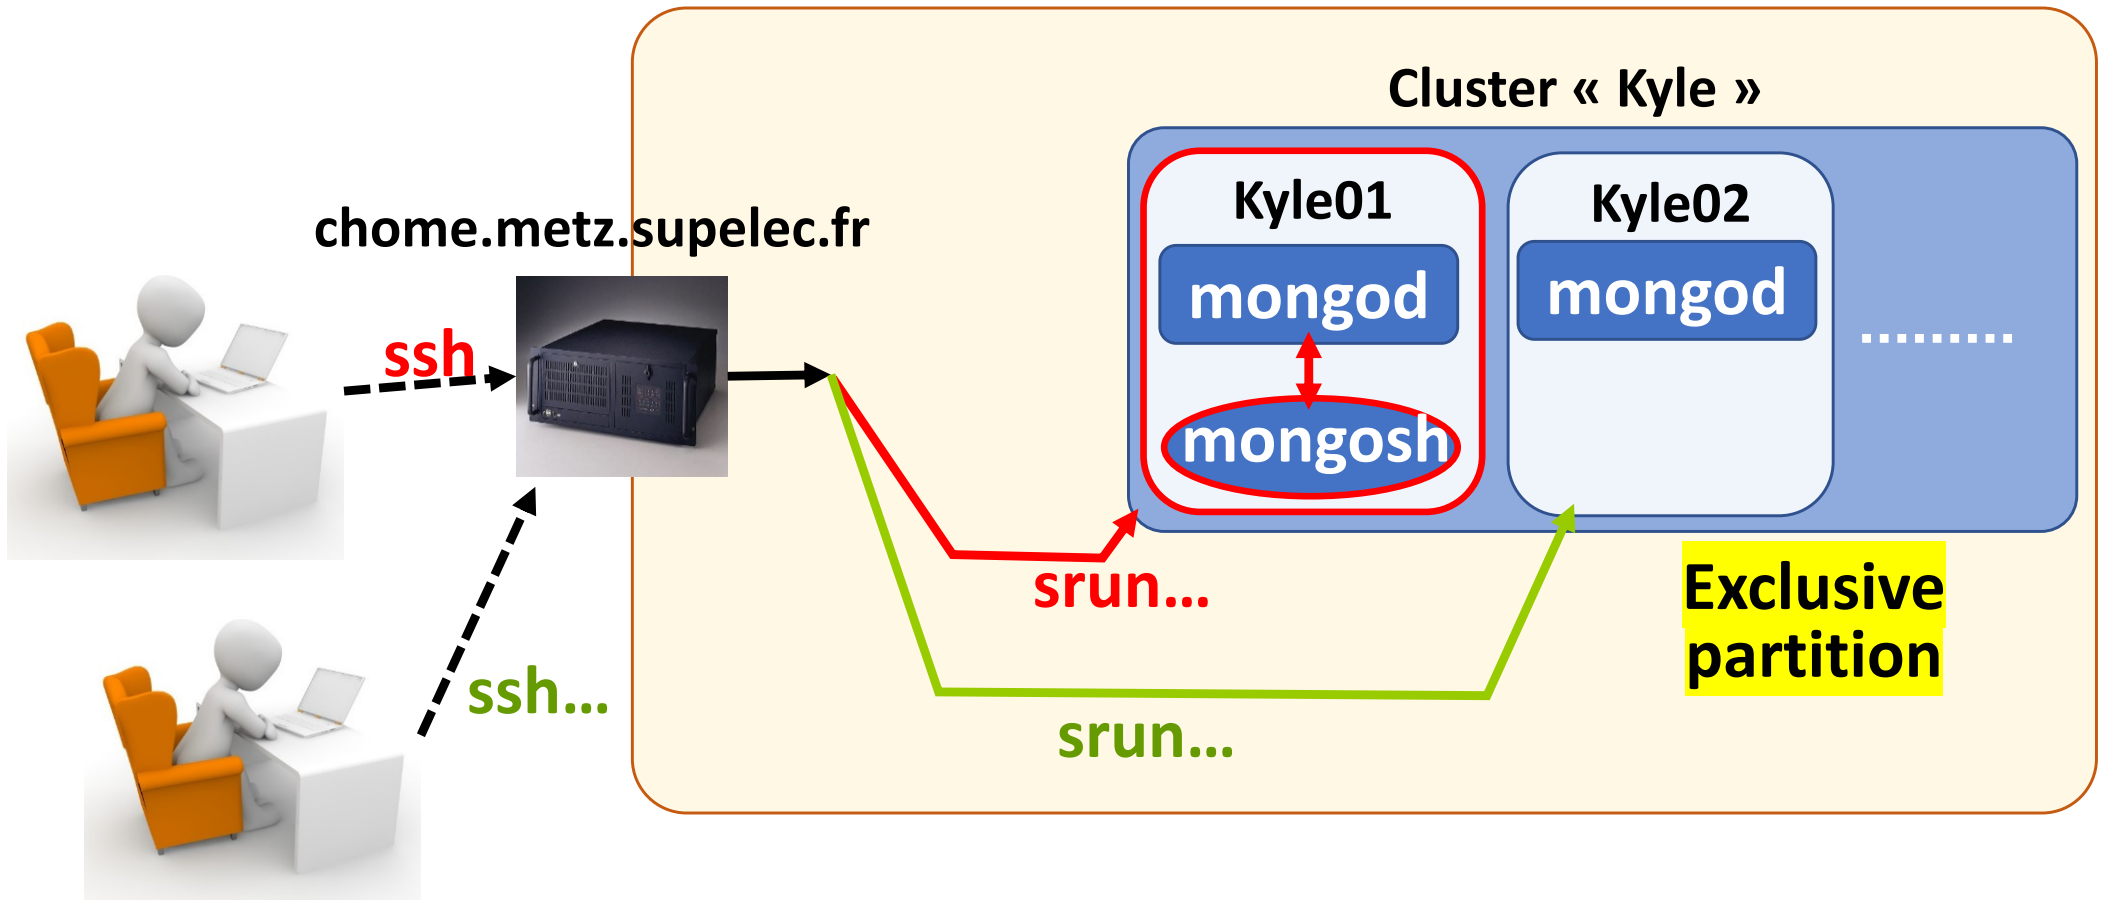 Cluster « Kyle »
Kyle01
Kyle02
chome.metz.supelec.fr
mongod
mongod
ssh
.........
mongosh
srun...
Exclusive
partition
ssh...
srun...